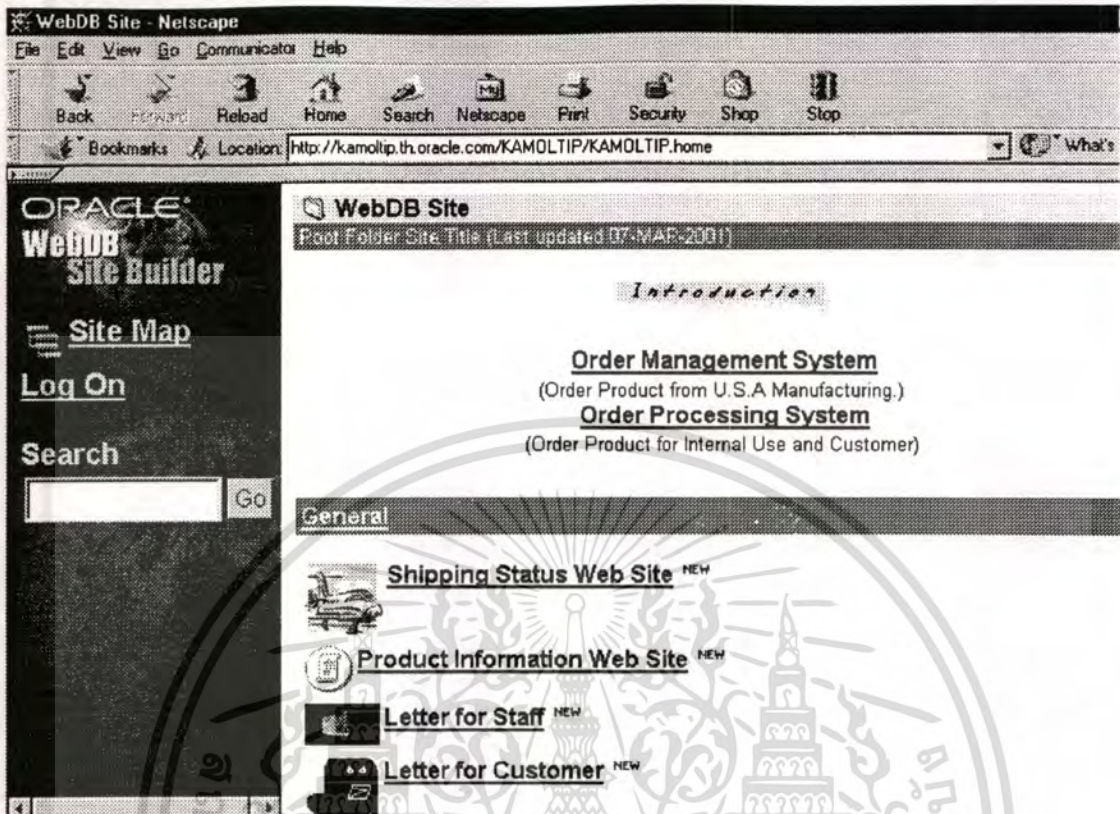 WebDB Site - Netscape
File Edit View Go Communicator Help
Back Forward Reload Home Search Netscape Print Security Shop Stop
Bookmarks Location: http://kamoltip.th.oracle.com/KAMOLTIP/KAMOLTIP.home What's
ORACLE
WebDB
Site Builder
Site Map
Log On
Search
Go
WebDB Site
Root Folder Site Title (Last updated 07-MAR-2001)
Introduction
Order Management System
(Order Product from U.S.A Manufacturing.)
Order Processing System
(Order Product for Internal Use and Customer)
General
Shipping Status Web Site NEW
Product Information Web Site NEW
Letter for Staff NEW
Letter for Customer NEW